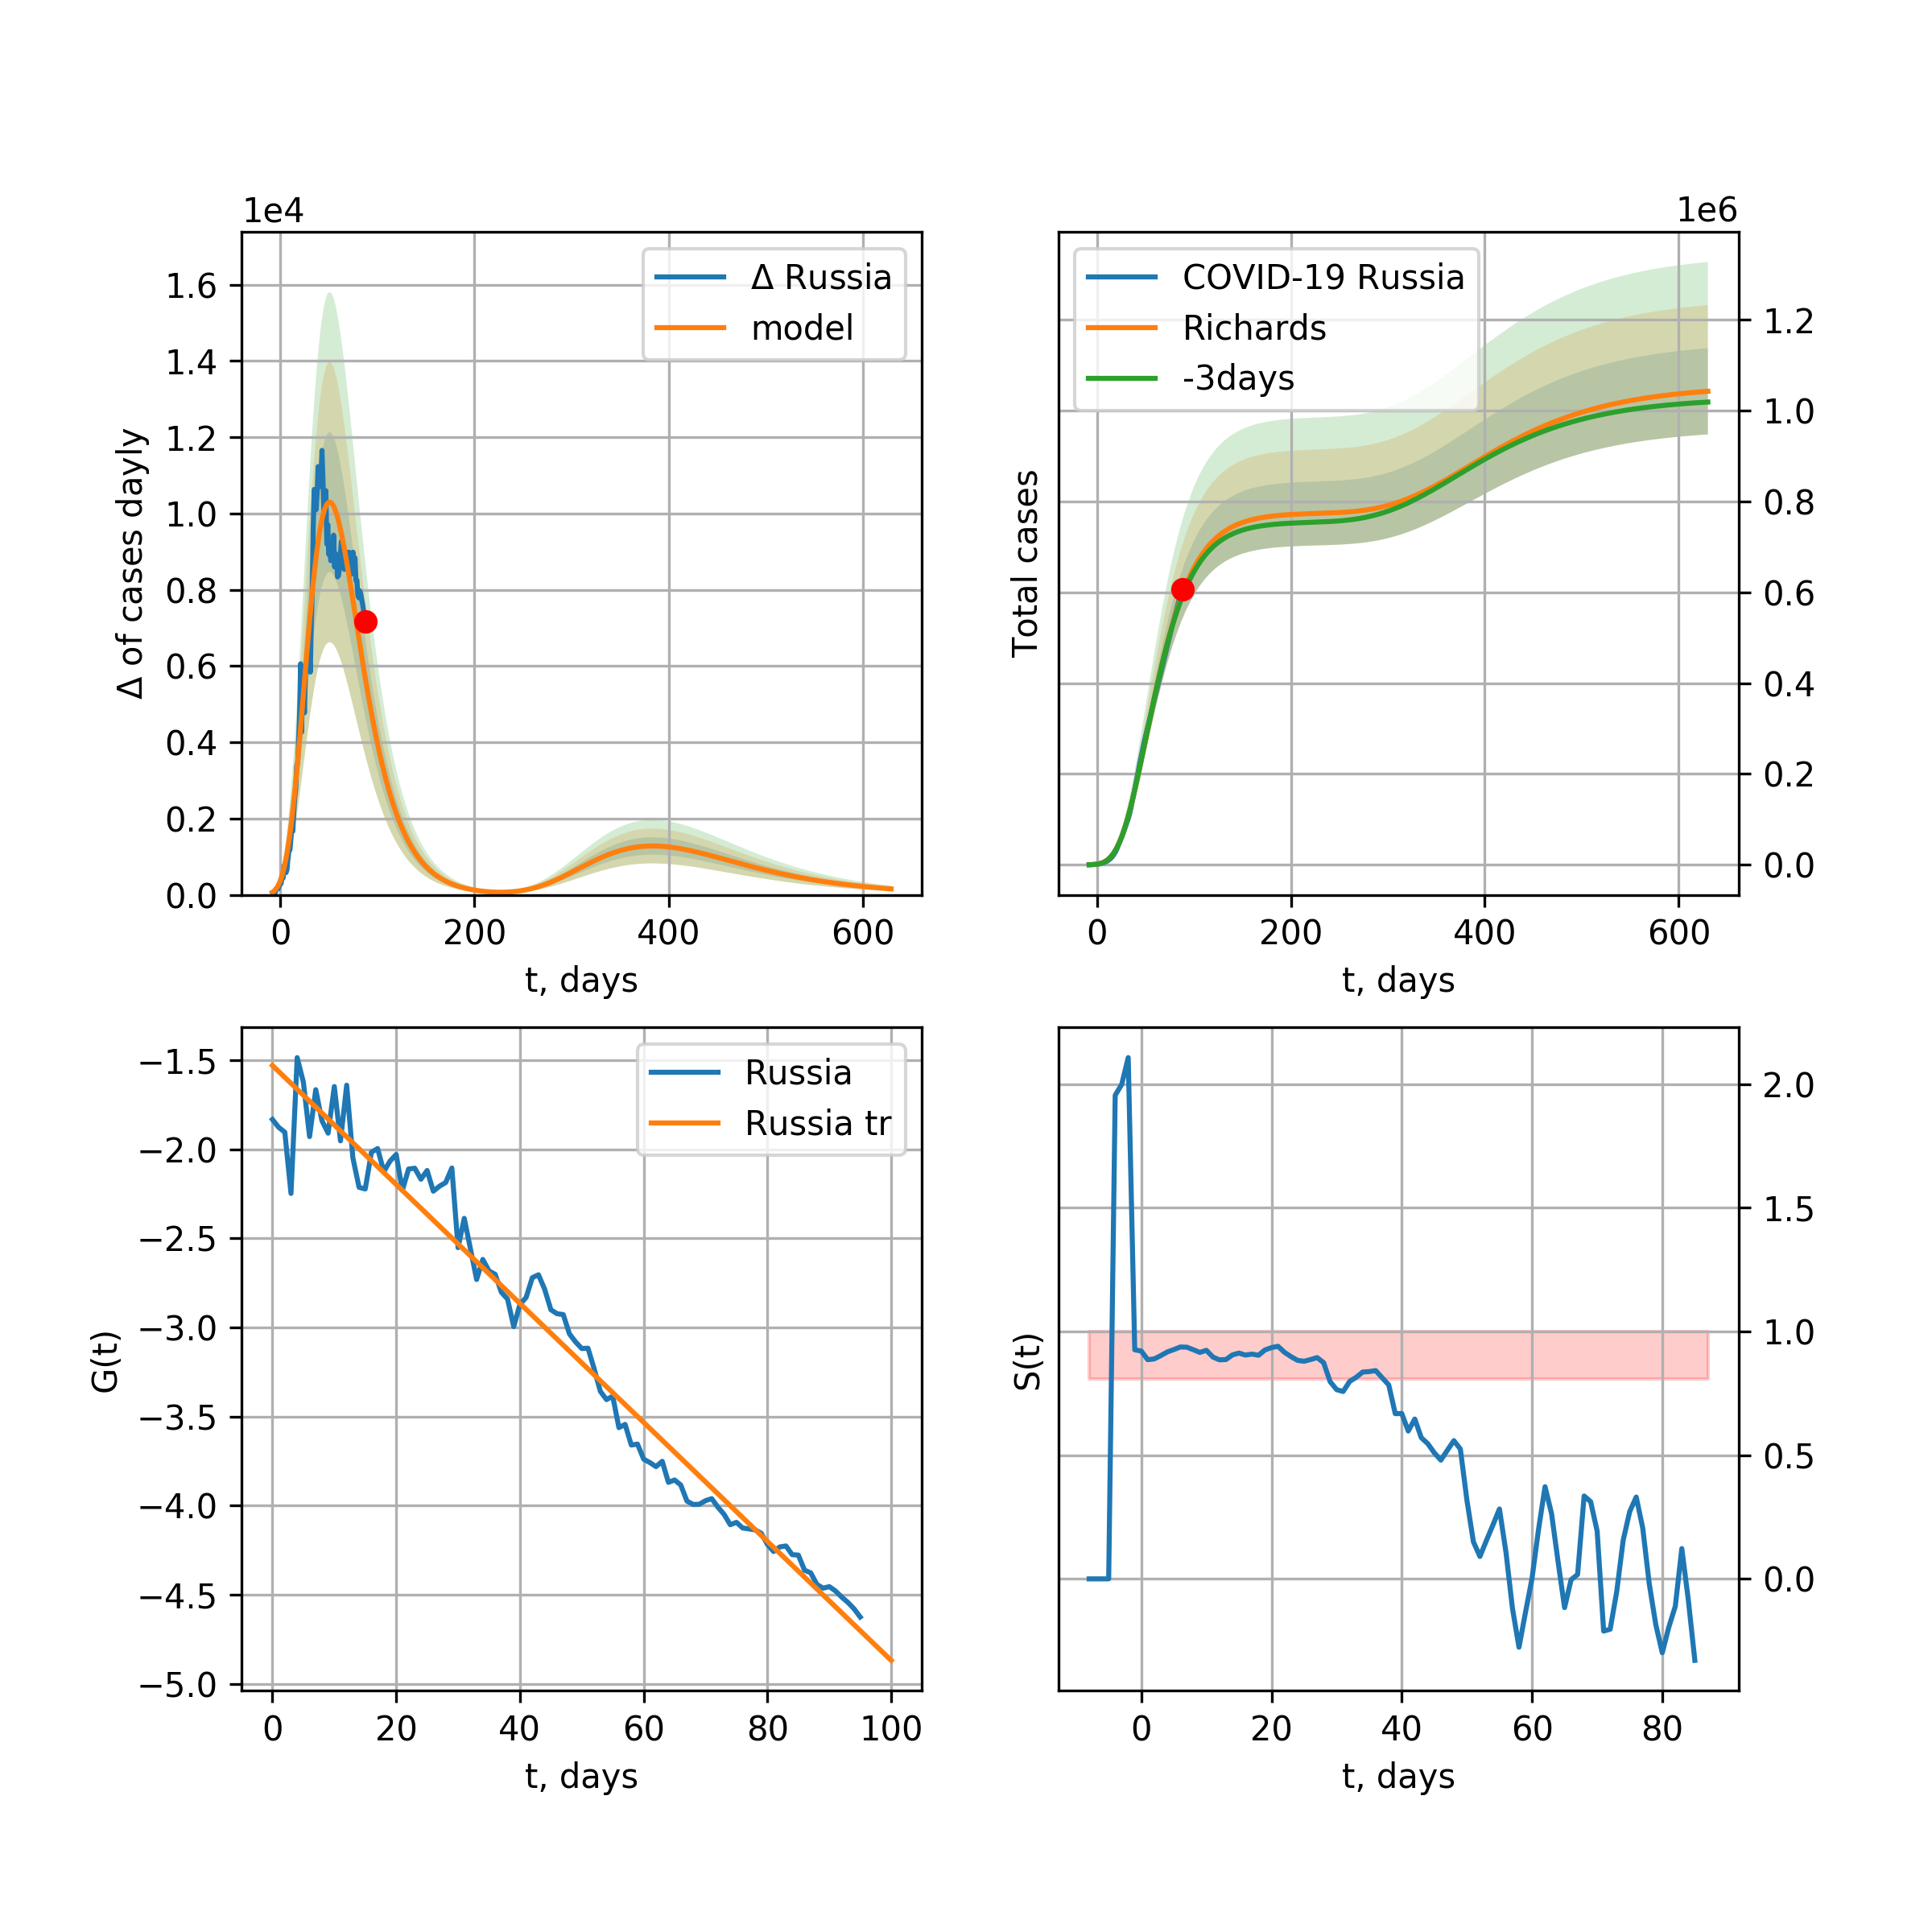 1e4
Δ Russia
model
1.6
1.4
1.2
1.0
0.8
0.6
0.4
0.2
0.0
Δ of cases dayly
0 200 400 600
t, days
1e6
COVID-19 Russia
Richards
-3days
1.2
1.0
0.8
0.6
0.4
0.2
0.0
Total cases
0 200 400 600
t, days
Russia
Russia tr
−1.5
−2.0
−2.5
−3.0
−3.5
−4.0
−4.5
−5.0
G(t)
0 20 40 60 80 100
t, days
2.0
1.5
1.0
0.5
0.0
S(t)
0 20 40 60 80
t, days